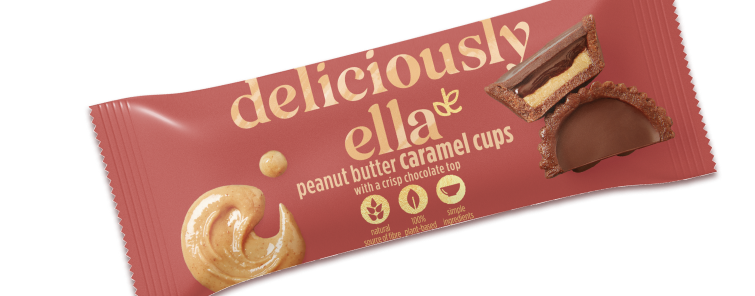 deliciously
ella
peanut butter caramel cups
with a crisp chocolate top
natural
source of fibre
100%
plant-based
simple
ingredients